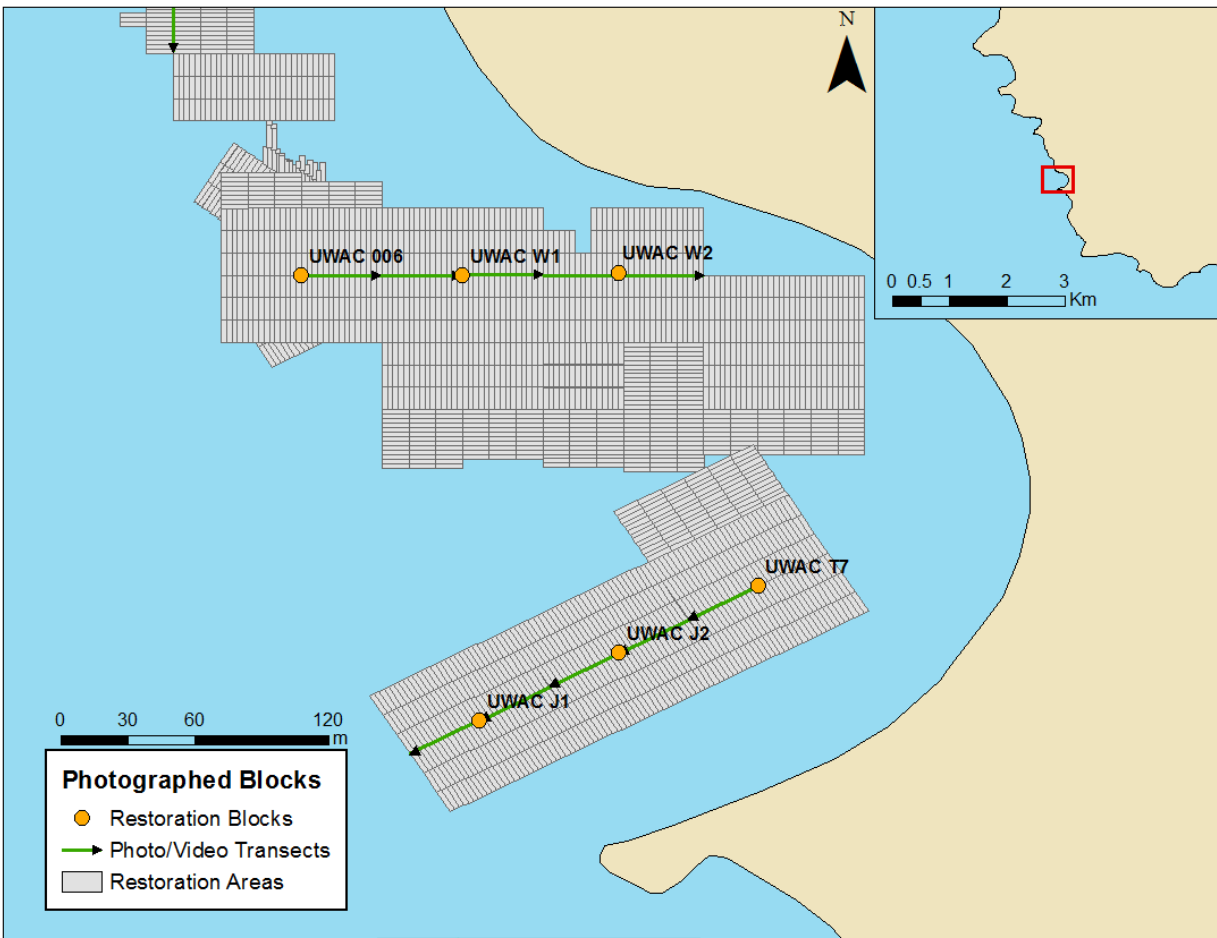 N
UWAC 006
UWAC W1
UWAC W2
0 0.5 1 2 3
Km
UWAC T7
UWAC J2
UWAC J1
0 30 60 120
m
Photographed Blocks
Restoration Blocks
Photo/Video Transects
Restoration Areas